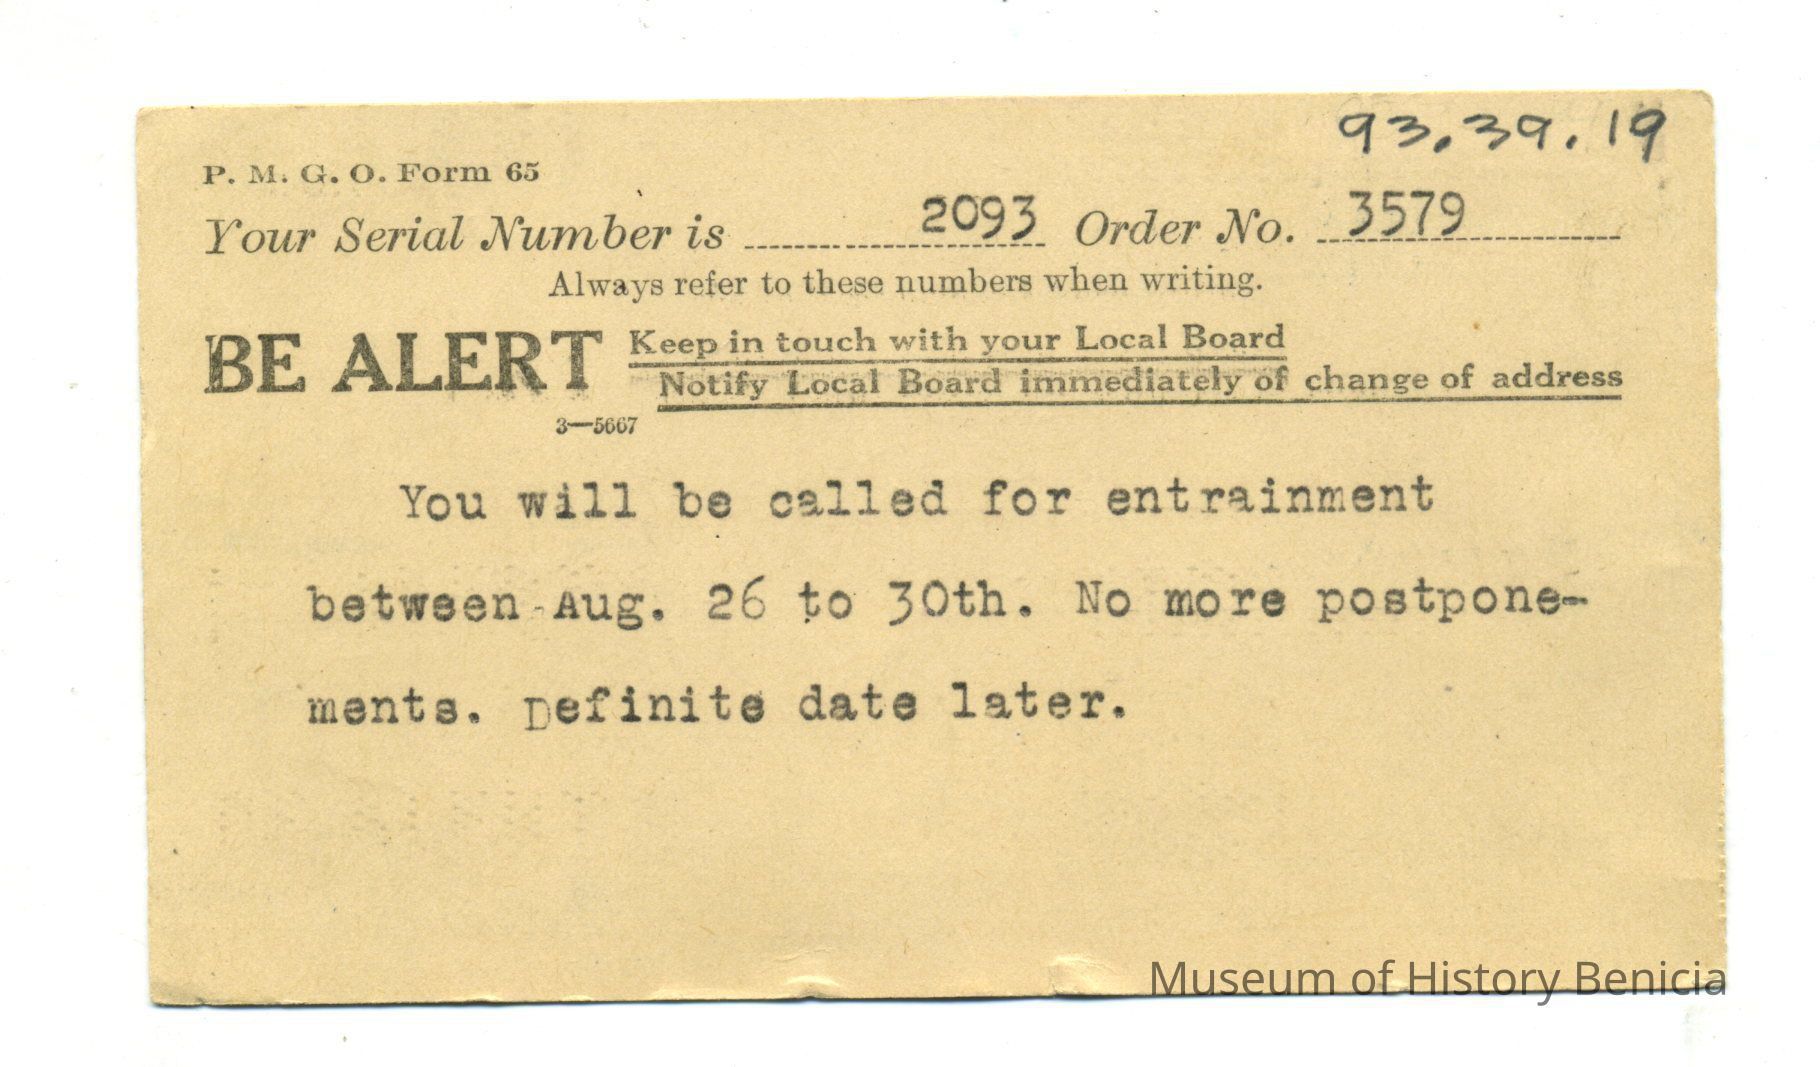 93.39.19
P. M. G. O. Form 65
Your Serial Number is 2093 Order No. 3579
Always refer to these numbers when writing.
BE ALERT Keep in touch with your Local Board
Notify Local Board immediately of change of address
3—5667
You will be called for entrainment
between Aug. 26 to 30th. No more postpone-
ments. Definite date later.
Museum of History Benicia